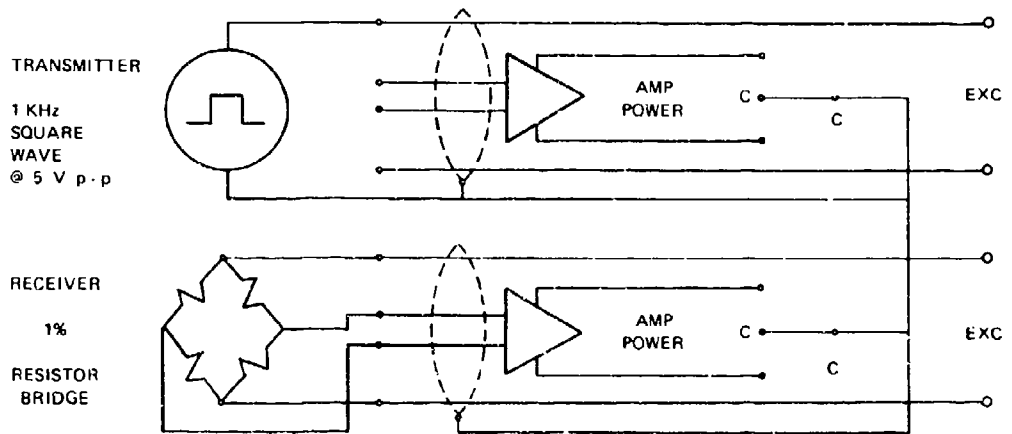 TRANSMITTER
1 KHz
SQUARE
WAVE
@ 5 V p-p
AMP
POWER
C
C
EXC
RECEIVER
1%
RESISTOR
BRIDGE
AMP
POWER
C
C
EXC